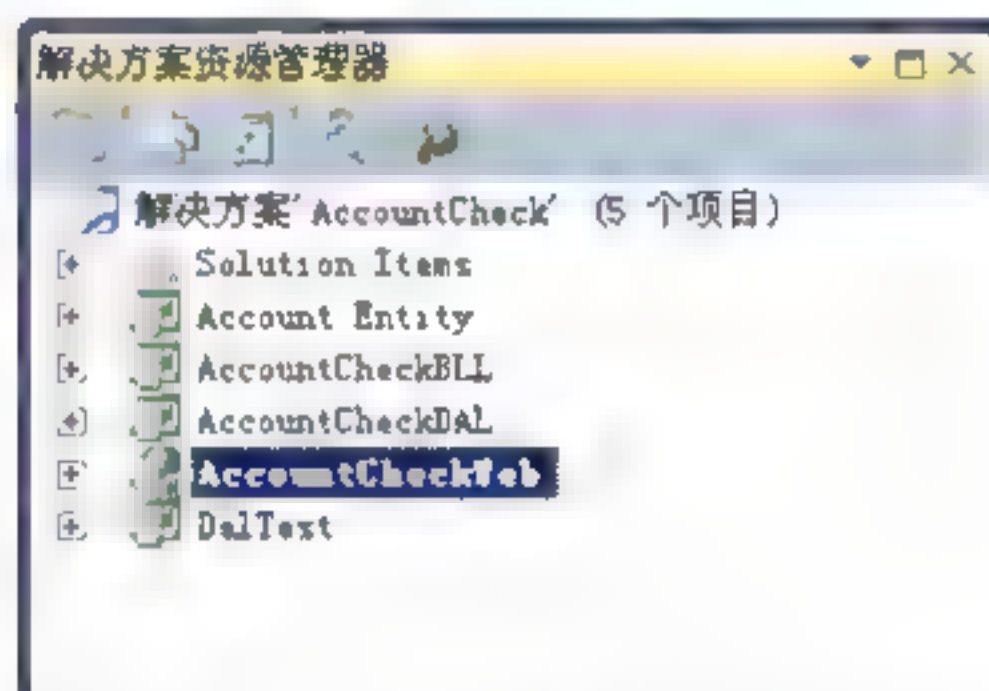 解决方案资源管理器
解决方案'AccountCheck' (5 个项目)
Solution Items
Account Entity
AccountCheckBLL
AccountCheckDAL
AccountCheckWeb
DalTest